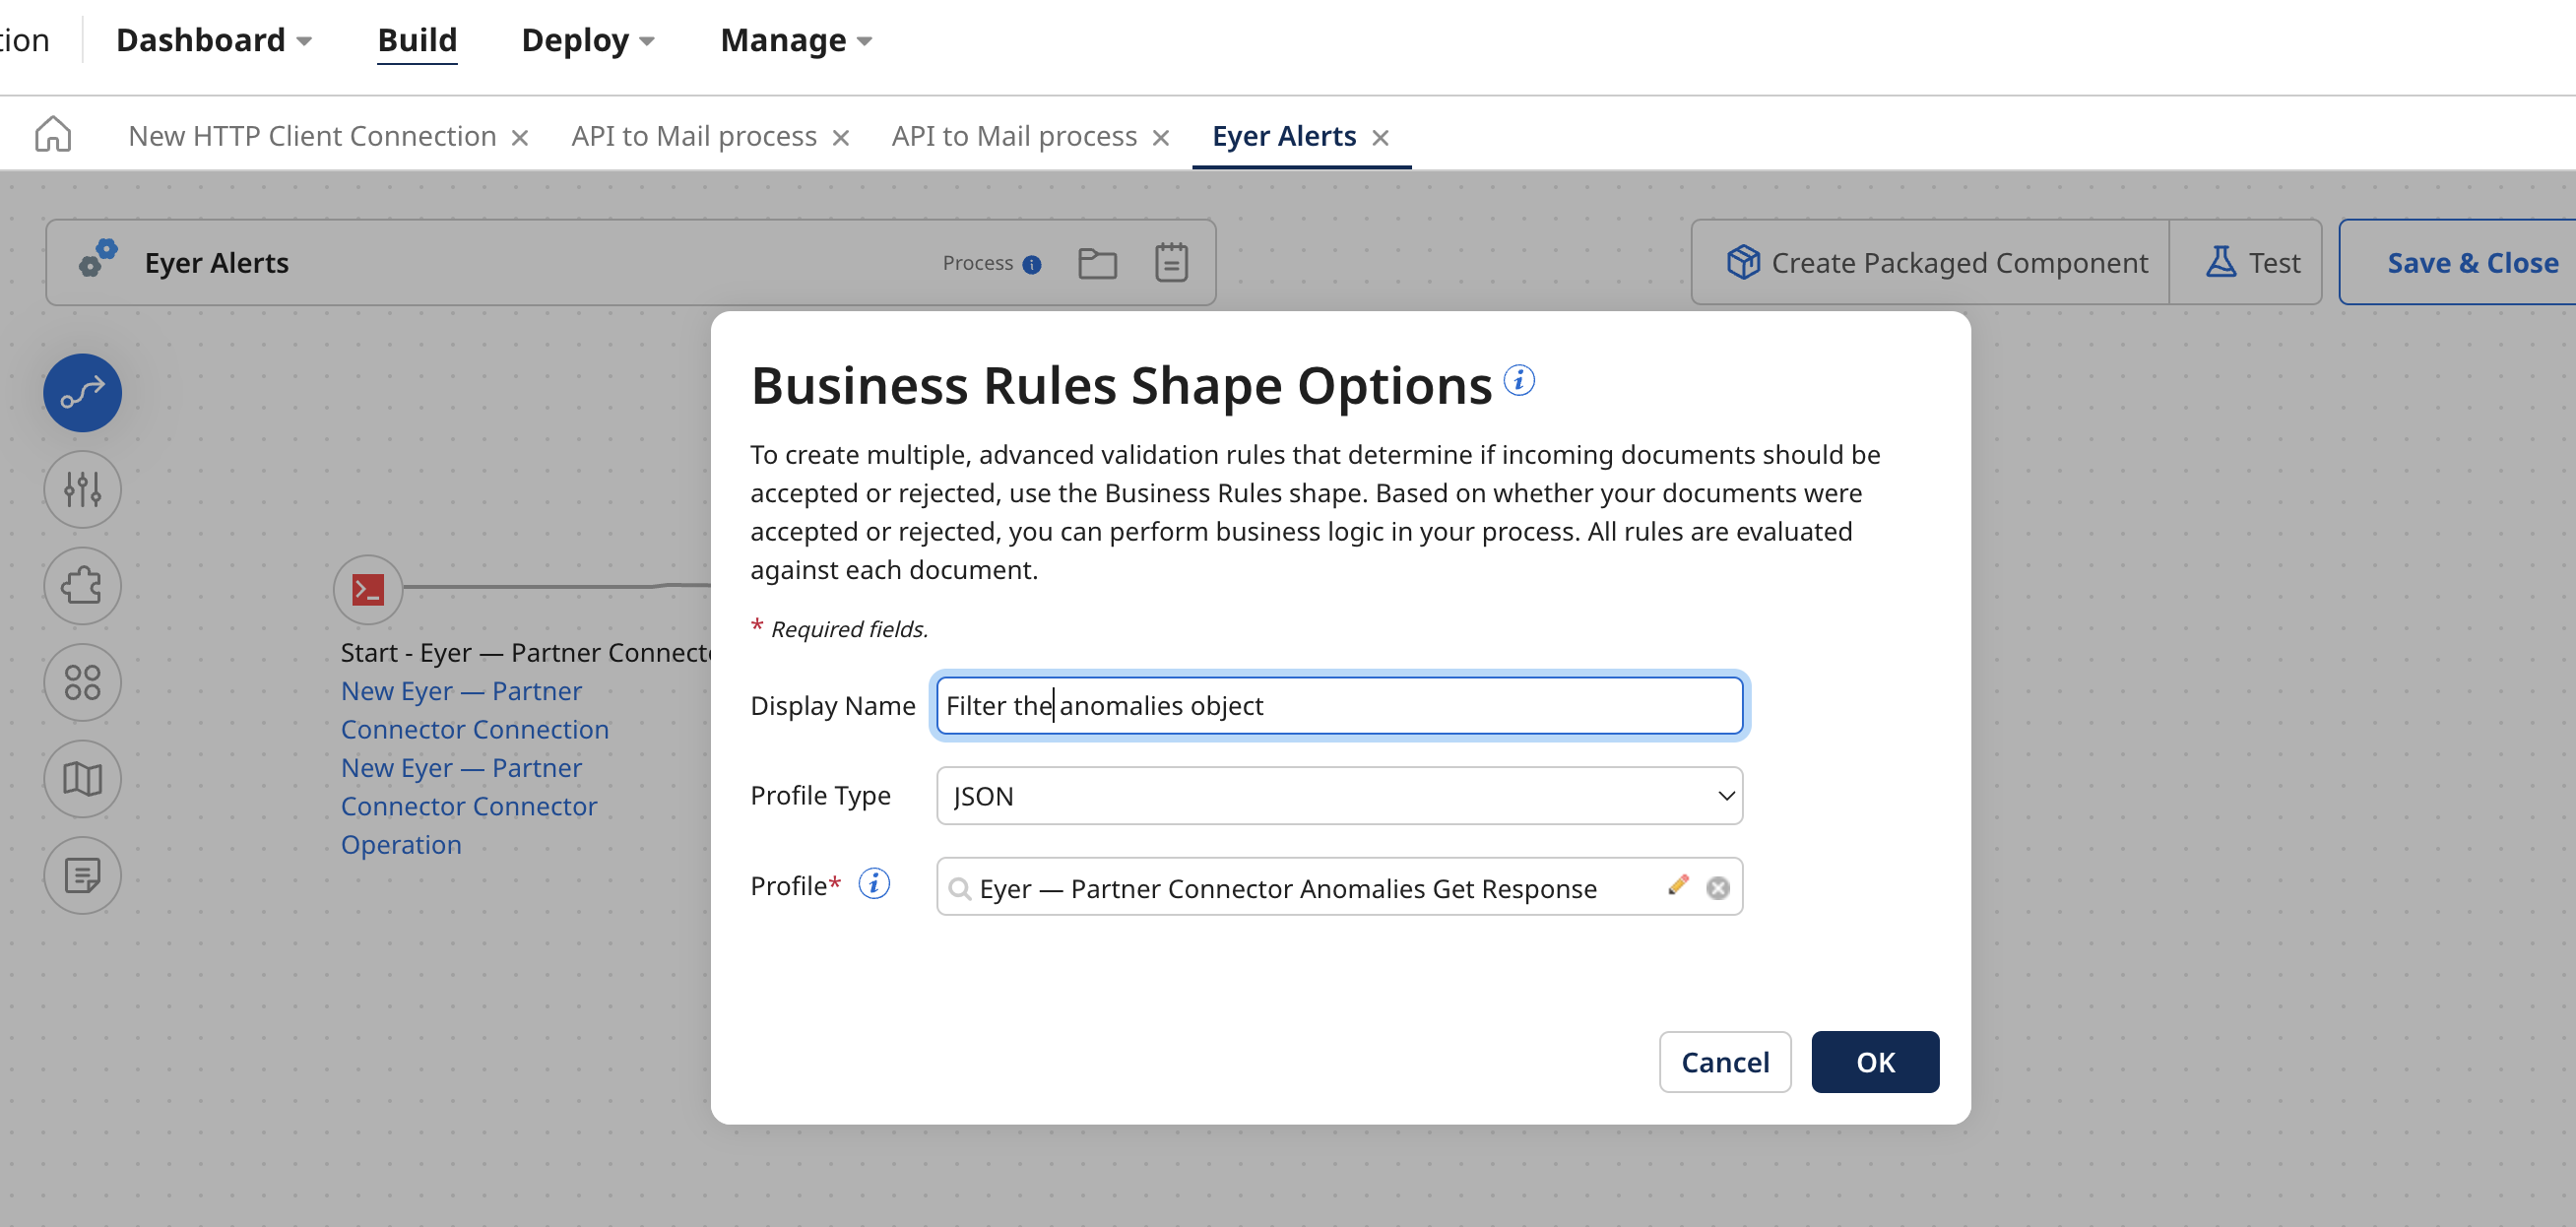 Dashboard Build Deploy Manage
New HTTP Client Connection API to Mail process API to Mail process Eyer Alerts
Eyer Alerts Process Create Packaged Component Test Save & Close
Business Rules Shape Options
To create multiple, advanced validation rules that determine if incoming documents should be
accepted or rejected, use the Business Rules shape. Based on whether your documents were
accepted or rejected, you can perform business logic in your process. All rules are evaluated
against each document.
* Required fields.
Display Name Filter the anomalies object
Profile Type JSON
Profile* Eyer — Partner Connector Anomalies Get Response
Cancel OK
Start - Eyer — Partner
New Eyer — Partner
Connector Connection
New Eyer — Partner
Connector Connector
Operation